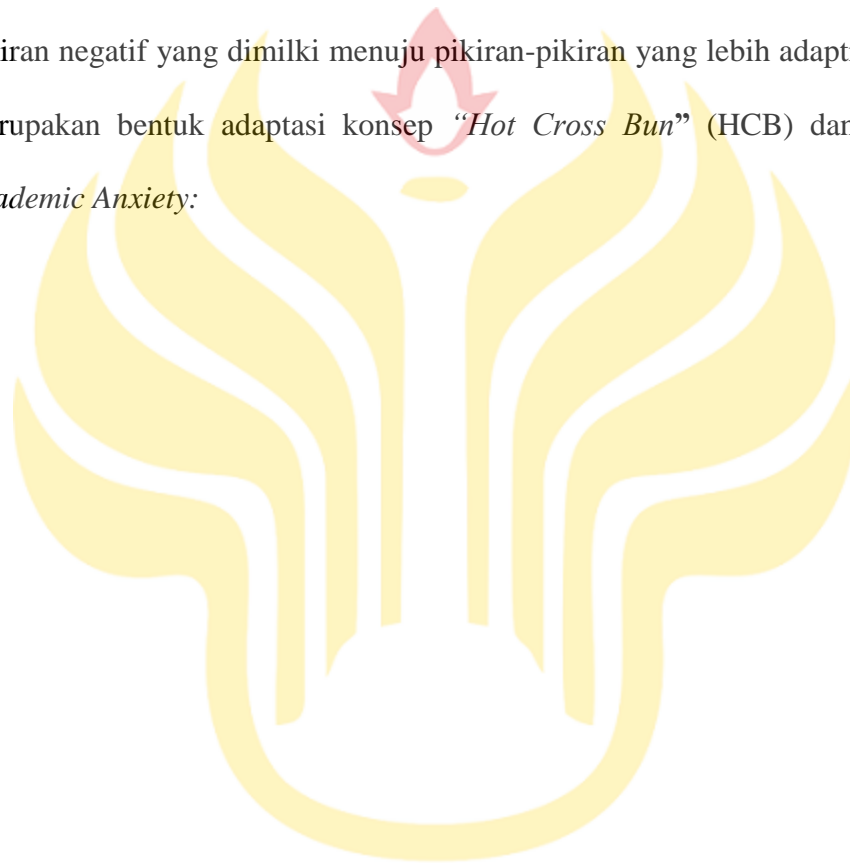 iran negatif yang dimilki menuju pikiran-pikiran yang lebih adapt
rupakan bentuk adaptasi konsep “Hot Cross Bun” (HCB) dan
ademic Anxiety: